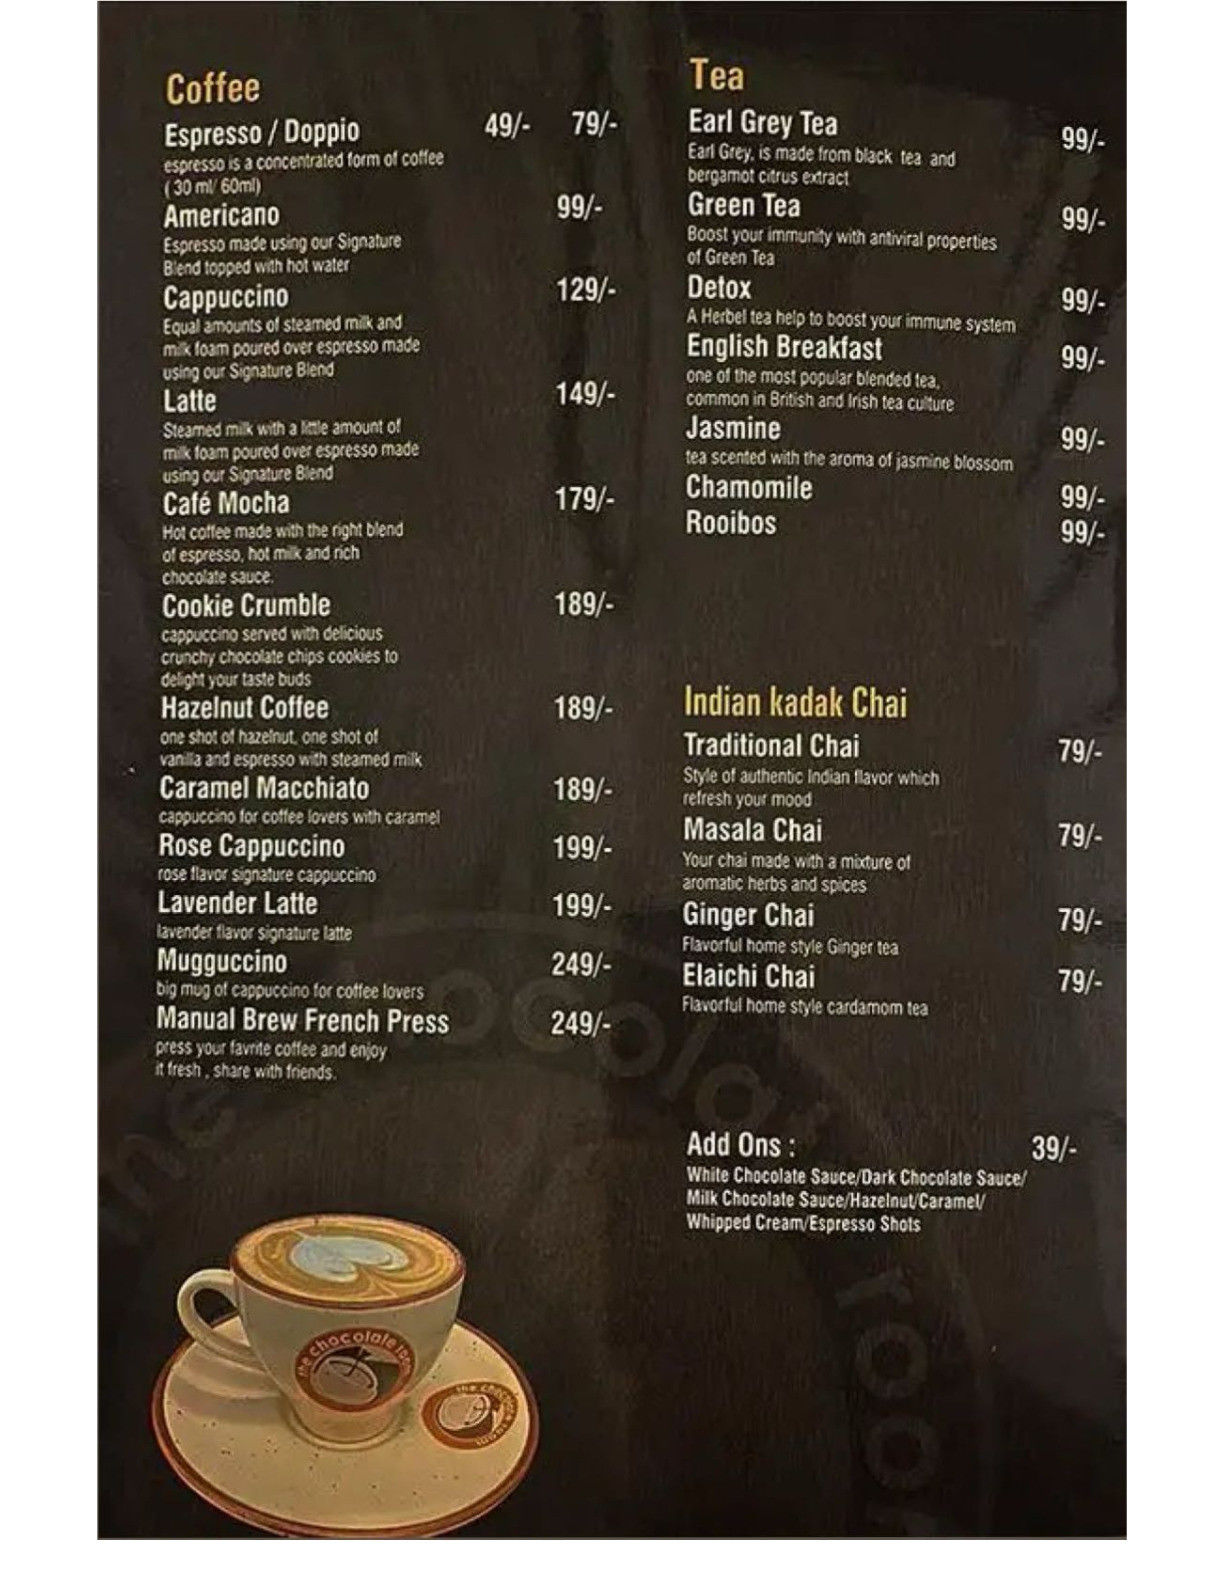 Coffee
Espresso / Doppio 49/- 79/-
espresso is a concentrated form of coffee
( 30 ml/ 60ml)
Americano 99/-
Espresso made using our Signature
Blend topped with hot water
Cappuccino 129/-
Equal amounts of steamed milk and
milk foam poured over espresso made
using our Signature Blend
Latte 149/-
Steamed milk with a little amount of
milk foam poured over espresso made
using our Signature Blend
Café Mocha 179/-
Hot coffee made with the right blend
of espresso, hot milk and rich
chocolate sauce.
Cookie Crumble 189/-
cappuccino served with delicious
crunchy chocolate chips cookies to
delight your taste buds
Hazelnut Coffee 189/-
one shot of hazelnut, one shot of
vanilla and espresso with steamed milk
Caramel Macchiato 189/-
cappuccino for coffee lovers with caramel
Rose Cappuccino 199/-
rose flavor signature cappuccino
Lavender Latte 199/-
lavender flavor signature latte
Mugguccino 249/-
big mug of cappuccino for coffee lovers
Manual Brew French Press 249/-
press your favrite coffee and enjoy
it fresh , share with friends.
Tea
Earl Grey Tea 99/-
Earl Grey, is made from black tea and
bergamot citrus extract
Green Tea 99/-
Boost your immunity with antiviral properties
of Green Tea
Detox 99/-
A Herbel tea help to boost your immune system
English Breakfast 99/-
one of the most popular blended tea,
common in British and Irish tea culture
Jasmine 99/-
tea scented with the aroma of jasmine blossom
Chamomile 99/-
Rooibos 99/-
Indian kadak Chai
Traditional Chai 79/-
Style of authentic Indian flavor which
refresh your mood
Masala Chai 79/-
Your chai made with a mixture of
aromatic herbs and spices
Ginger Chai 79/-
Flavorful home style Ginger tea
Elaichi Chai 79/-
Flavorful home style cardamom tea
Add Ons : 39/-
White Chocolate Sauce/Dark Chocolate Sauce/
Milk Chocolate Sauce/Hazelnut/Caramel/
Whipped Cream/Espresso Shots
the chocolate room
the chocolate room
the chocolate room